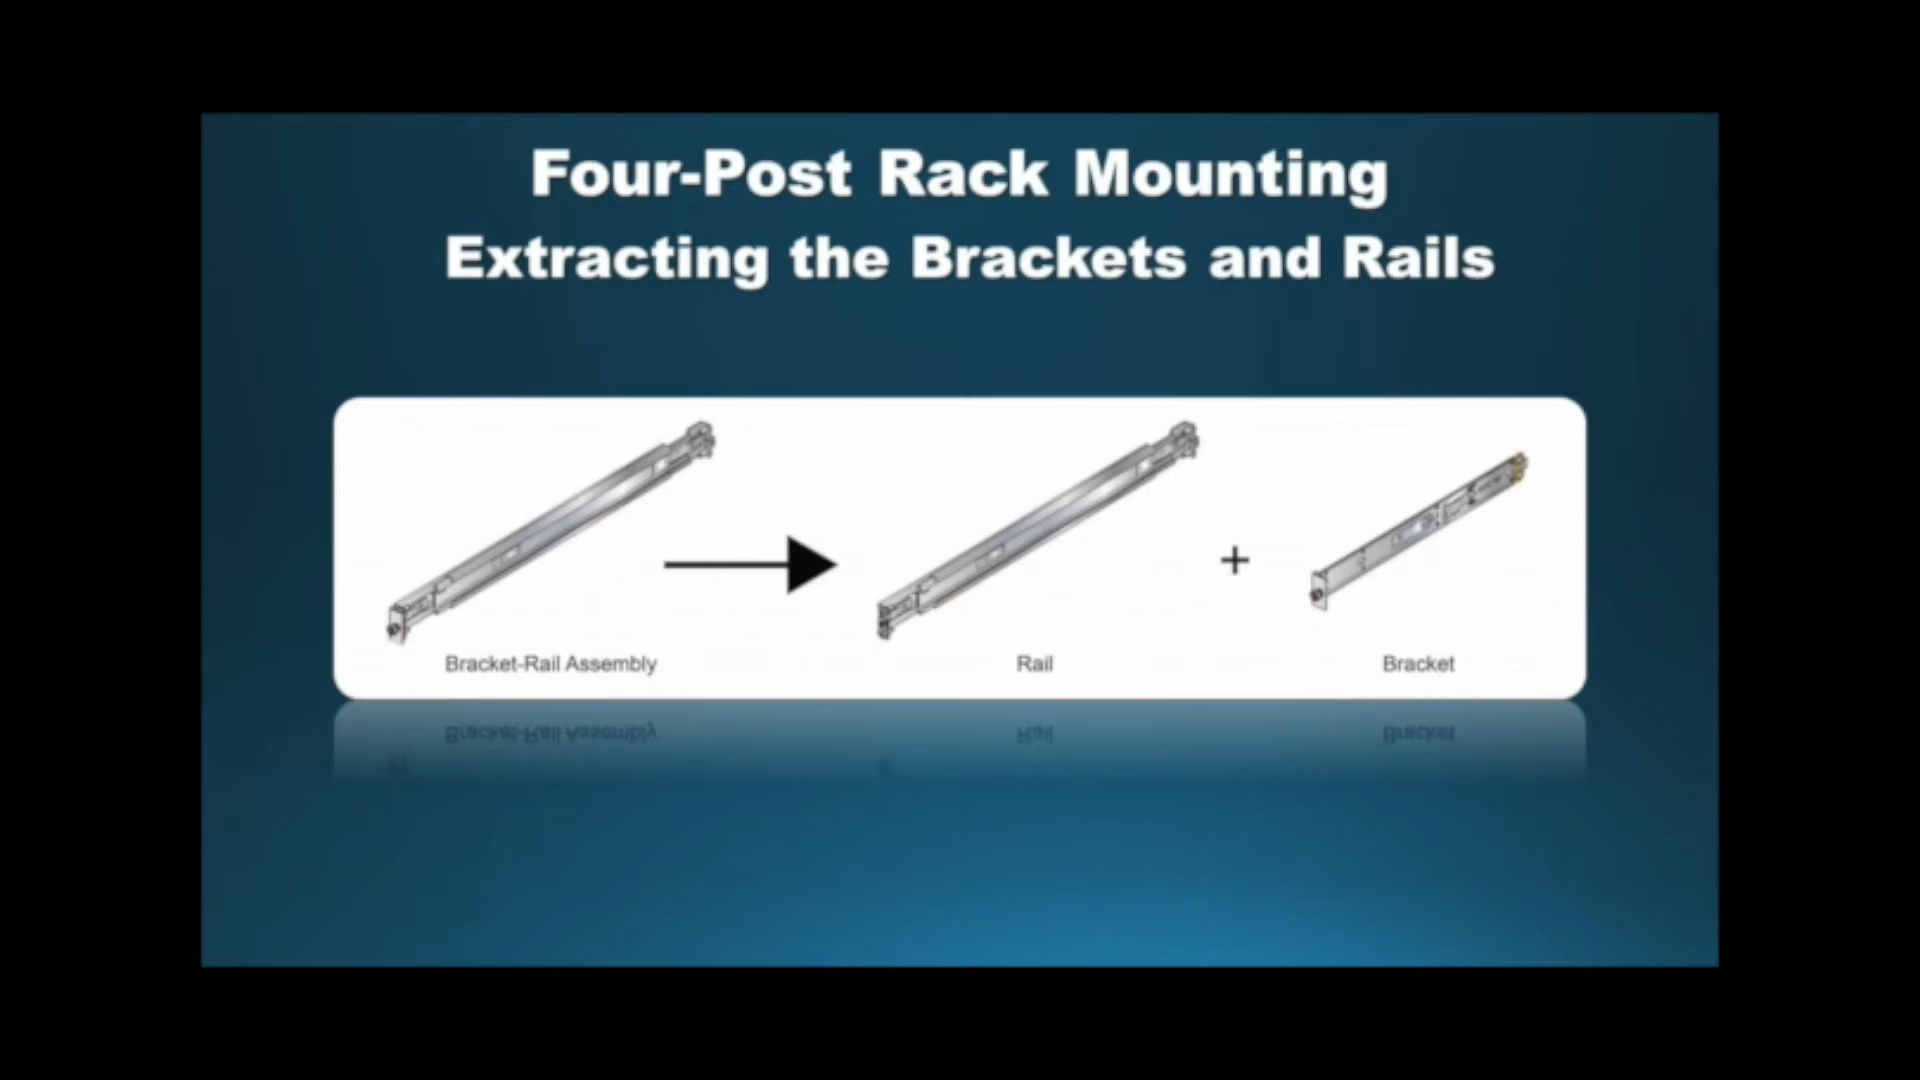 Four-Post Rack Mounting
Extracting the Brackets and Rails
+
Bracket-Rail Assembly
Rail
Bracket